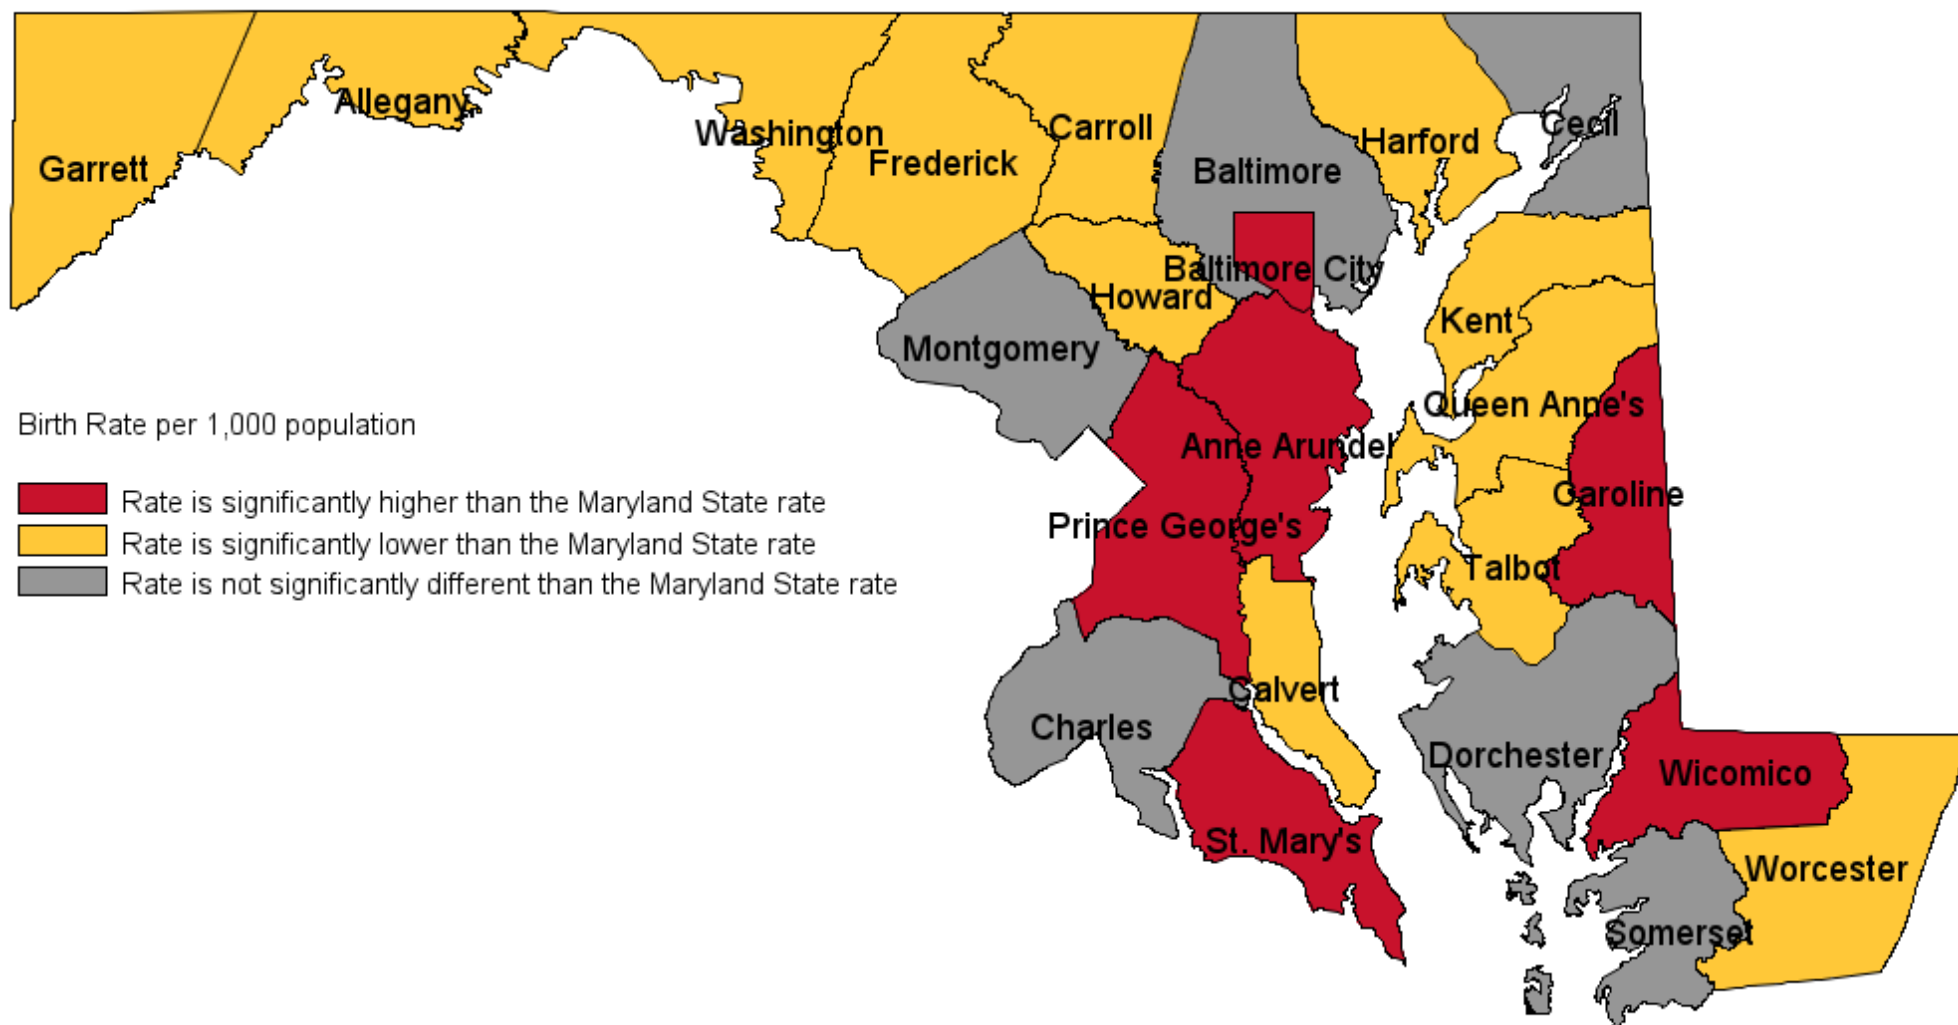 Allegany
Washington
Carroll
Cecil
Harford
Garrett
Frederick
Baltimore
Baltimore City
Howard
Kent
Montgomery
Queen Anne's
Birth Rate per 1,000 population
Anne Arundel
Rate is significantly higher than the Maryland State rate
Caroline
Prince George's
Rate is significantly lower than the Maryland State rate
Talbot
Rate is not significantly different than the Maryland State rate
Calvert
Charles
Dorchester
Wicomico
St. Mary's
Worcester
Somerset